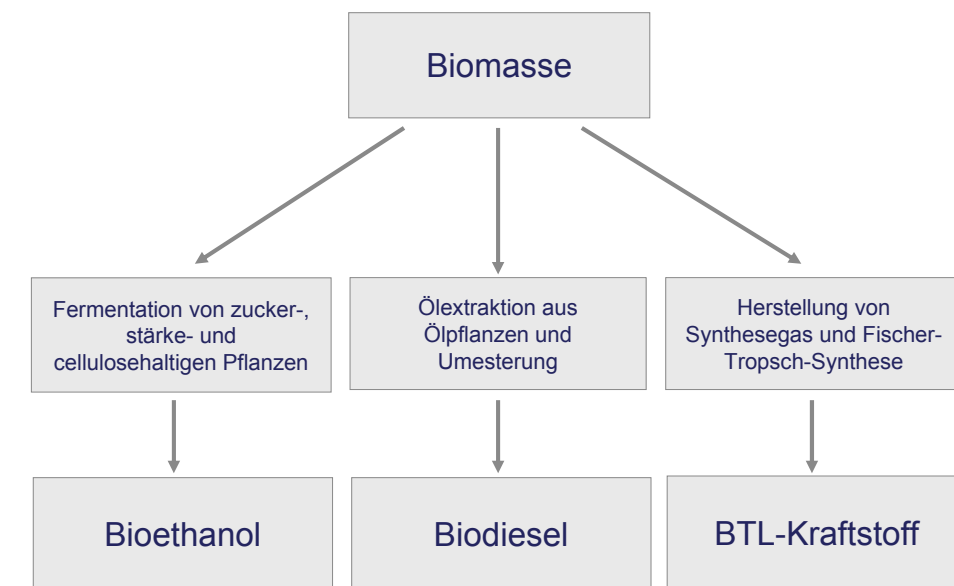 Biomasse
Fermentation von zucker-,
stärke- und
cellulosehaltigen Pflanzen
Ölextraktion aus
Ölpflanzen und
Umesterung
Herstellung von
Synthesegas und Fischer-
Tropsch-Synthese
Bioethanol
Biodiesel
BTL-Kraftstoff